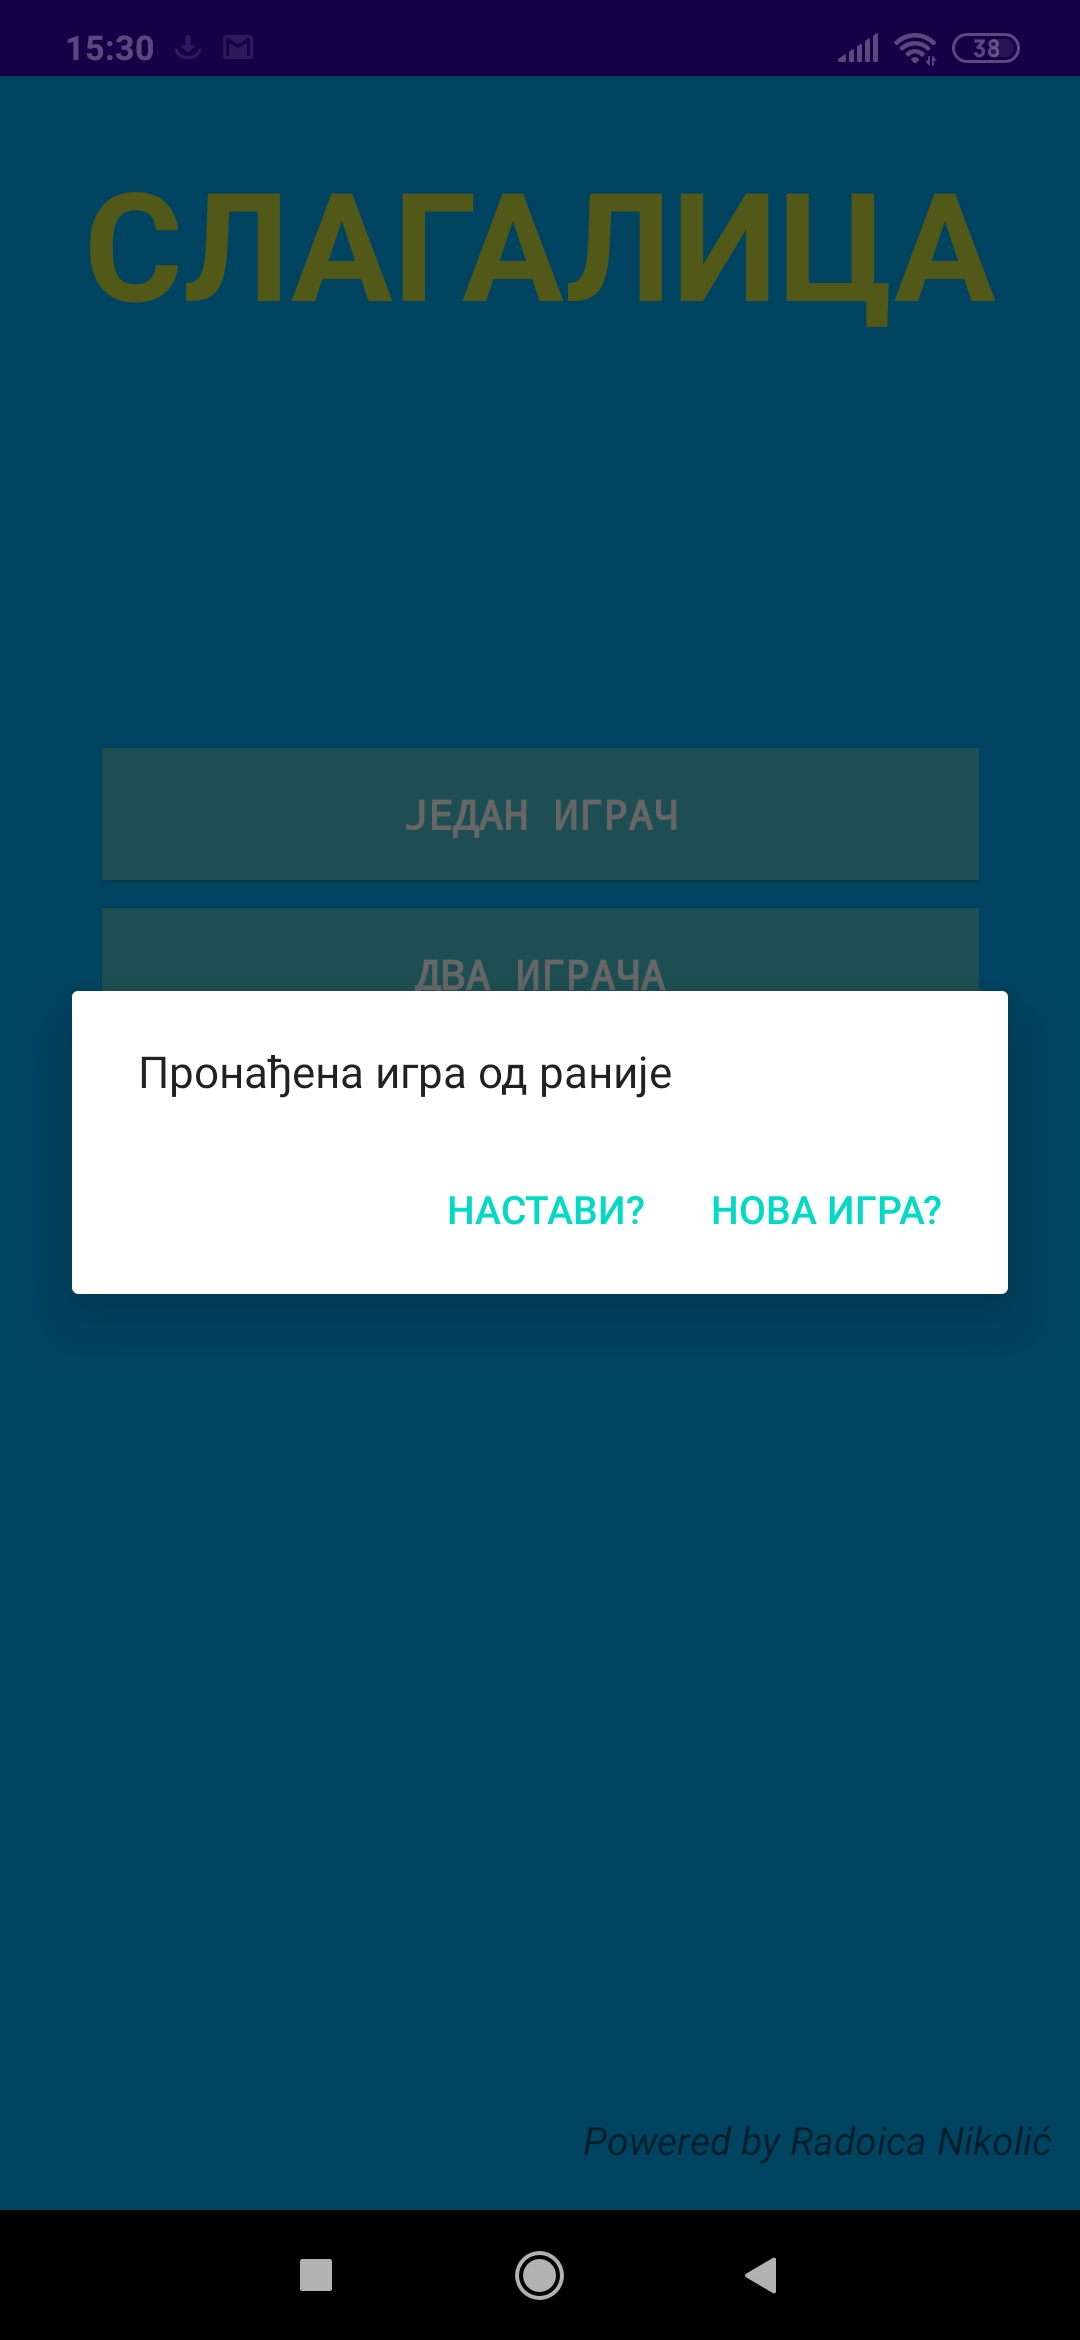 15:30
38
СЛАГАЛИЦА
ЈЕДАН ИГРАЧ
ДВА ИГРАЧА
Пронађена игра од раније
НАСТАВИ? НОВА ИГРА?
Powered by Radoica Nikolić